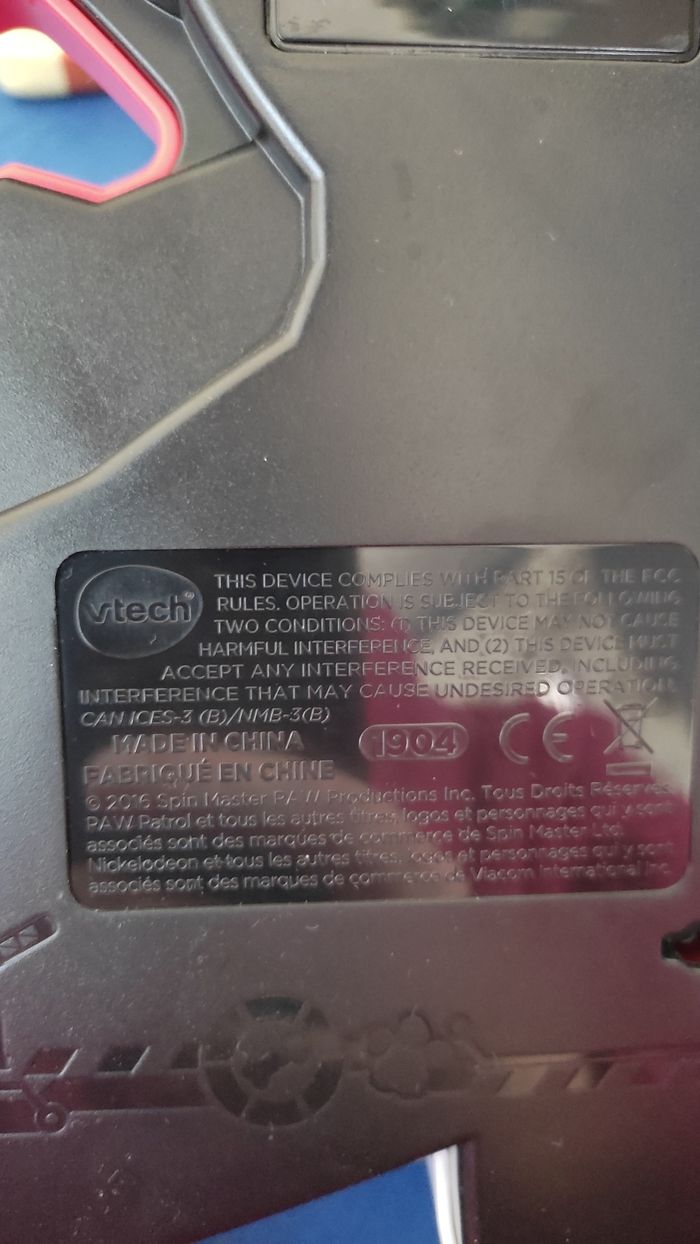 vtech®
THIS DEVICE COMPLIES WITH PART 15 OF THE FCC
RULES. OPERATION IS SUBJECT TO THE FOLLOWING
TWO CONDITIONS: (1) THIS DEVICE MAY NOT CAUSE
HARMFUL INTERFERENCE, AND (2) THIS DEVICE MUST
ACCEPT ANY INTERFERENCE RECEIVED, INCLUDING
INTERFERENCE THAT MAY CAUSE UNDESIRED OPERATION.
CAN ICES-3 (B)/NMB-3(B)
MADE IN CHINA 1904 CE
FABRIQUÉ EN CHINE
© 2016 Spin Master PAW Productions Inc. Tous Droits Réservés.
PAW Patrol et tous les autres titres, logos et personnages qui y sont
associés sont des marques de commerce de Spin Master Ltd.
Nickelodeon et tous les autres titres, logos et personnages qui y sont
associés sont des marques de commerce de Viacom International Inc.